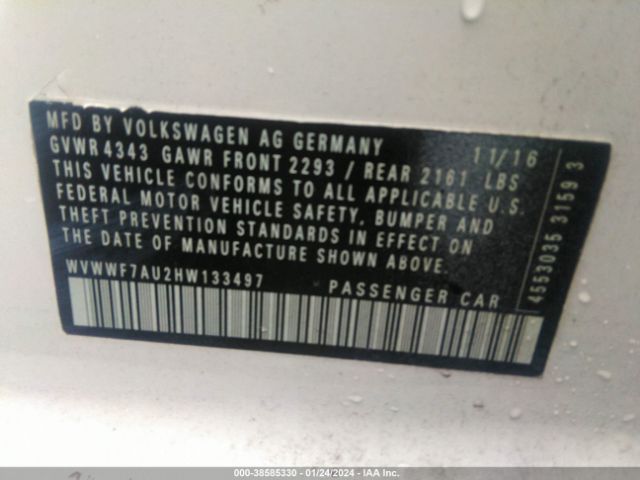 MFD BY VOLKSWAGEN AG GERMANY 11/16
GVWR 4343 GAWR FRONT 2293 / REAR 2161 LBS
THIS VEHICLE CONFORMS TO ALL APPLICABLE U.S.
FEDERAL MOTOR VEHICLE SAFETY, BUMPER AND
THEFT PREVENTION STANDARDS IN EFFECT ON
THE DATE OF MANUFACTURE SHOWN ABOVE.
WVWWF7AU2HW133497 PASSENGER CAR
4553035 3159 3
000-38585330 - 01/24/2024 - IAA Inc.